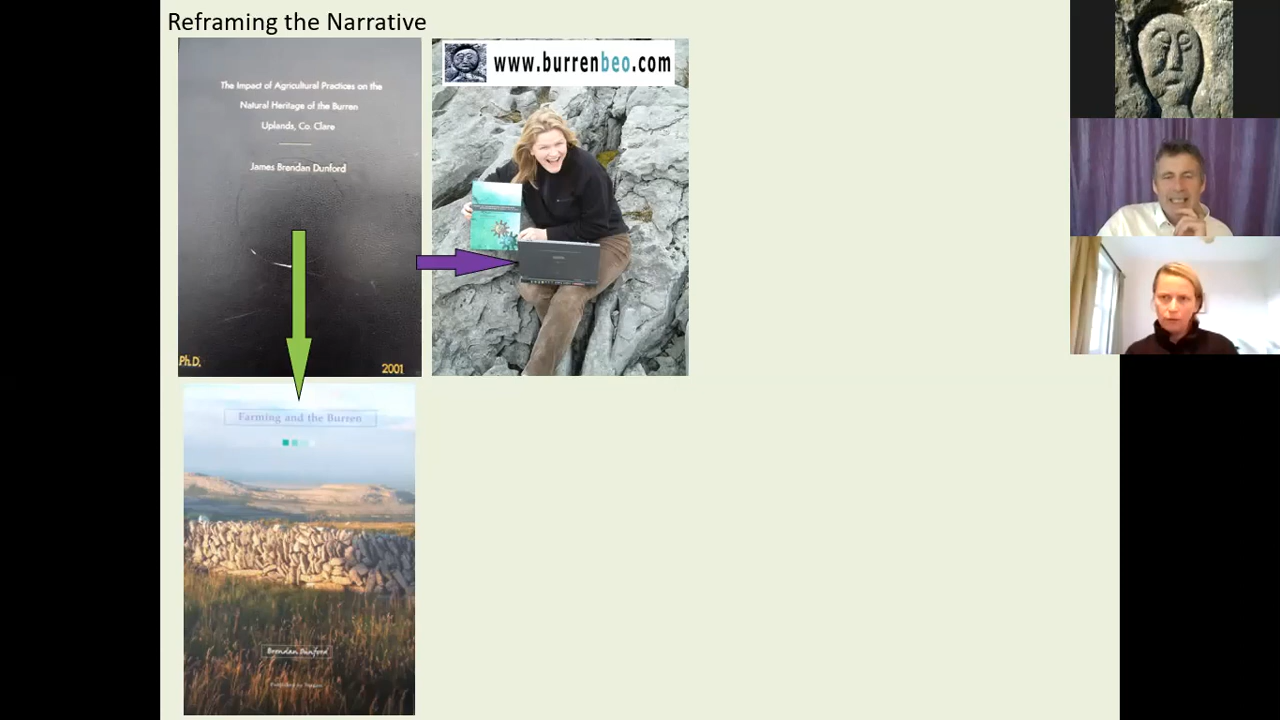 Reframing the Narrative
The Impact of Agricultural Practices on the
Natural Heritage of the Burren
Uplands, Co. Clare
James Brendan Dunford
Ph.D.
2001
www.burrenbeo.com
Farming and the Burren
Brendan Dunford